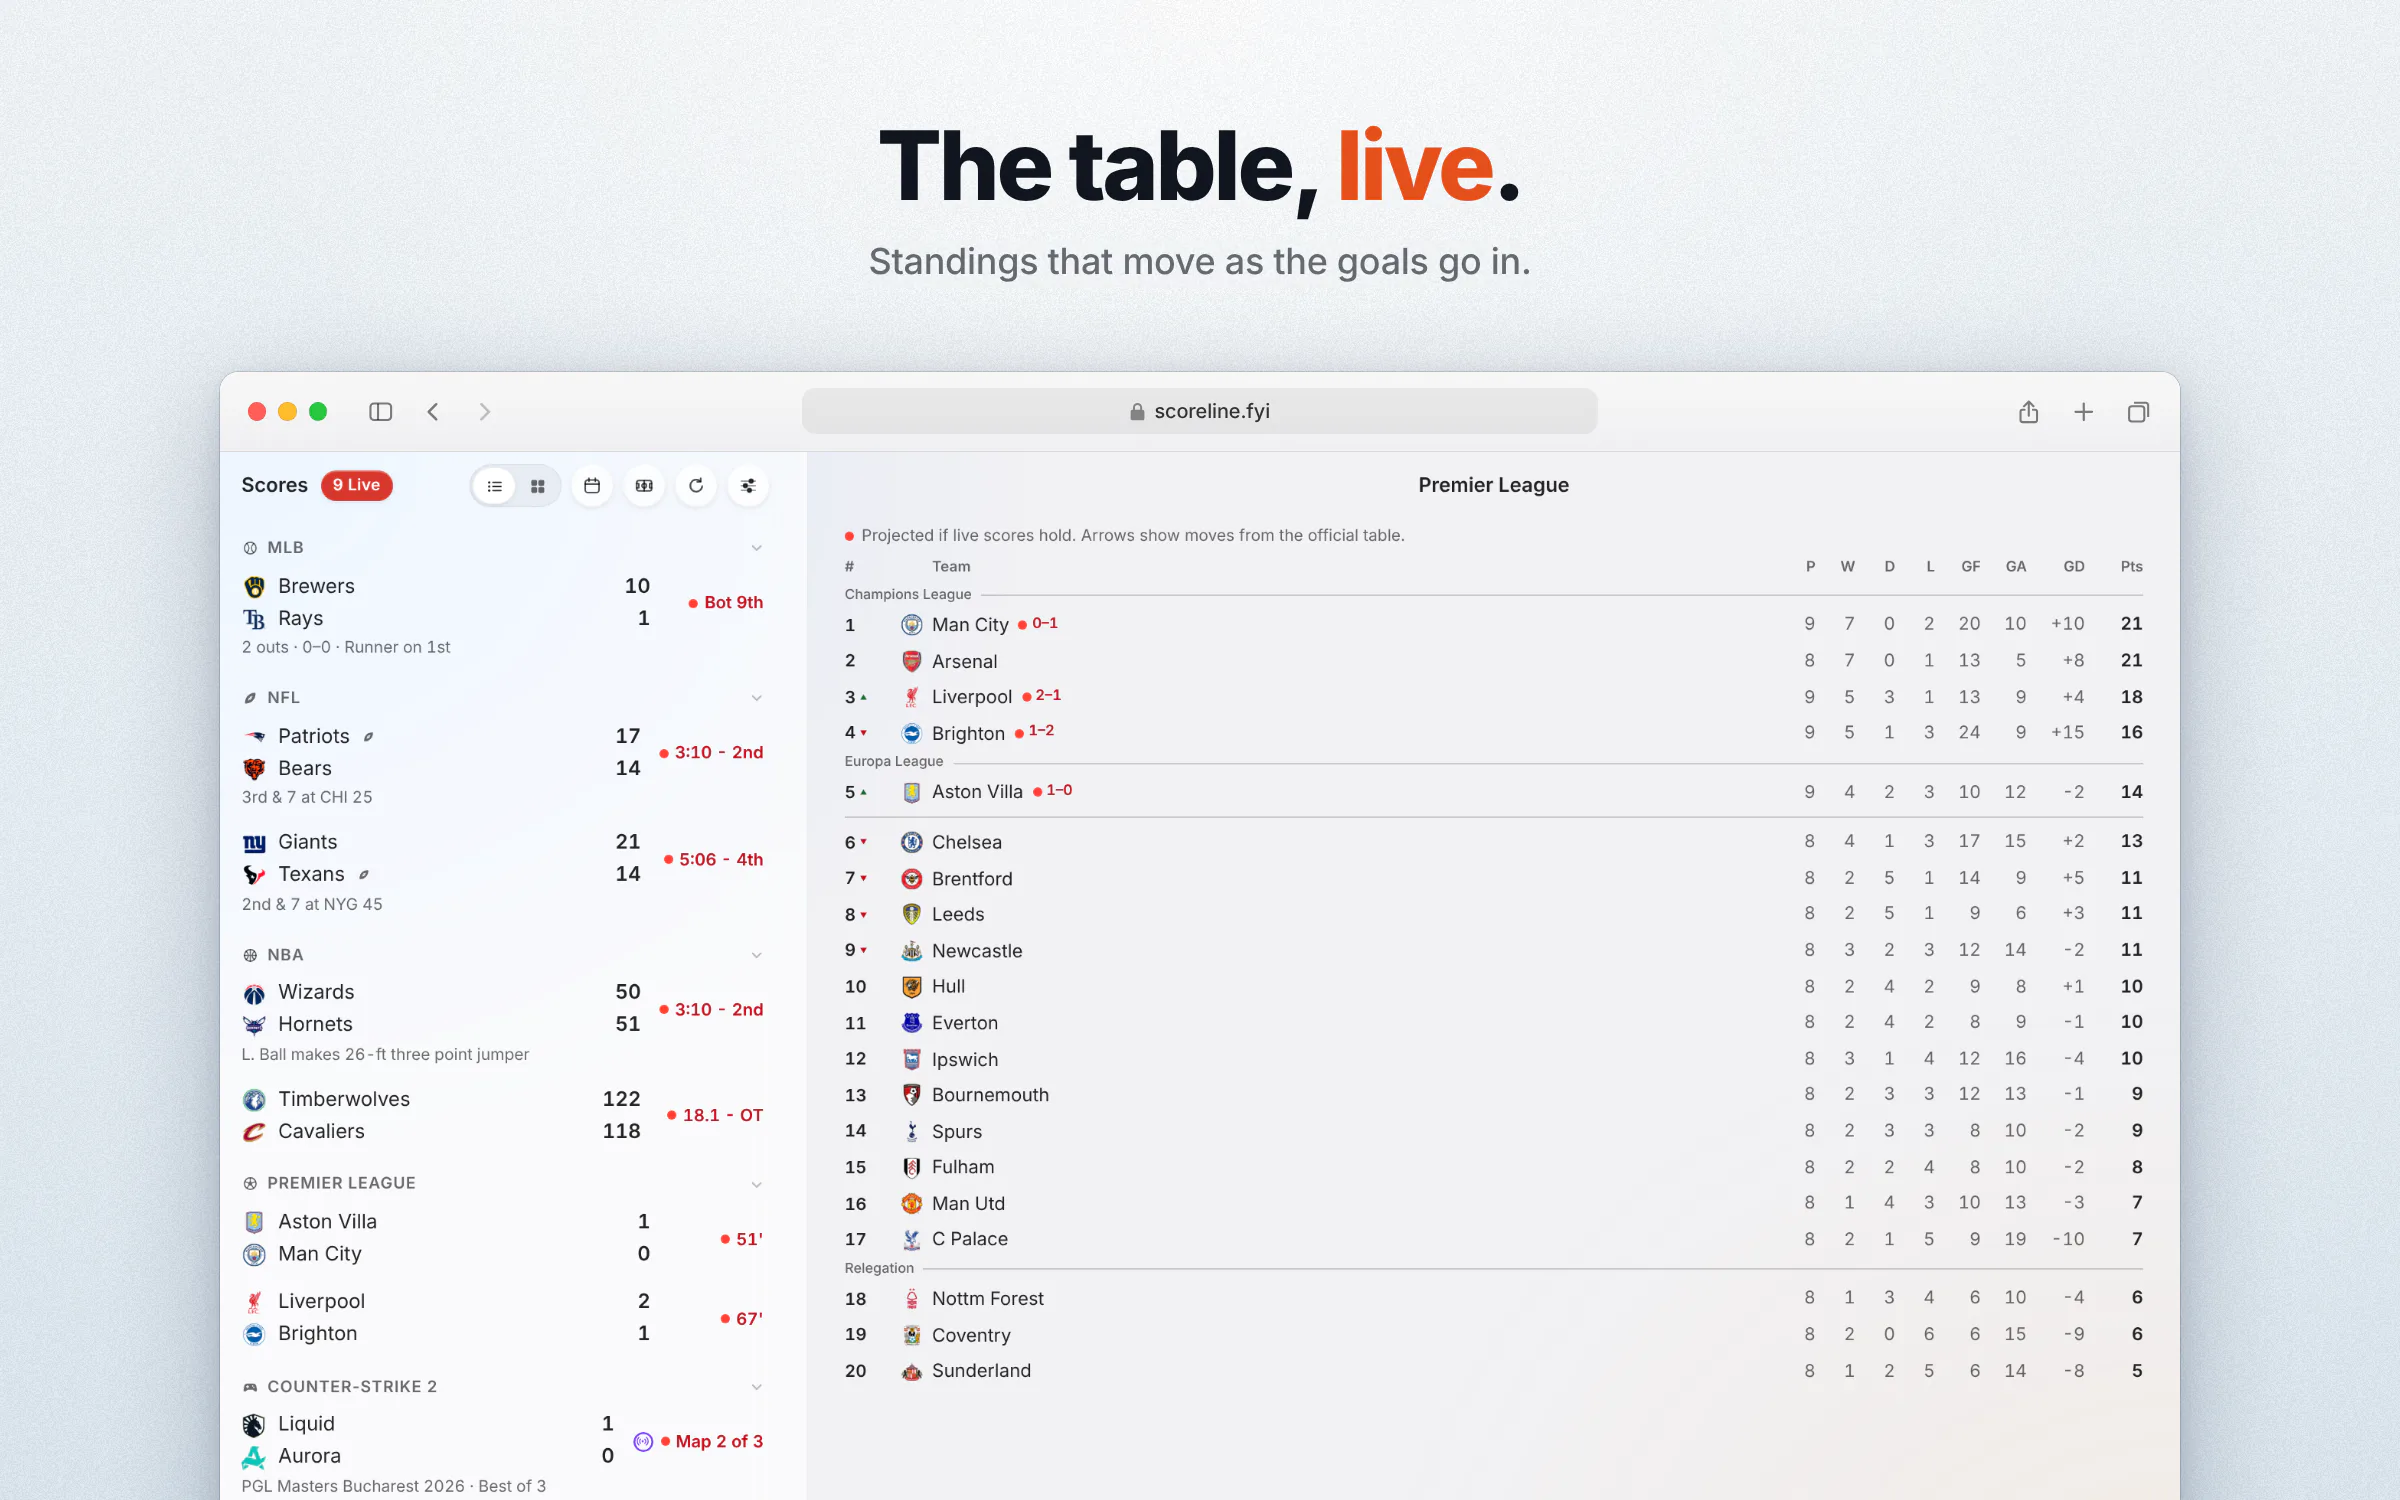 The table, live.
Standings that move as the goals go in.
scoreline.fyi
Scores 9 Live
MLB
Brewers 10
Rays 1
Bot 9th
2 outs · 0–0 · Runner on 1st
NFL
Patriots 17
Bears 14
3:10 - 2nd
3rd & 7 at CHI 25
Giants 21
Texans 14
5:06 - 4th
2nd & 7 at NYG 45
NBA
Wizards 50
Hornets 51
3:10 - 2nd
L. Ball makes 26-ft three point jumper
Timberwolves 122
Cavaliers 118
18.1 - OT
PREMIER LEAGUE
Aston Villa 1
Man City 0
51'
Liverpool 2
Brighton 1
67'
COUNTER-STRIKE 2
Liquid 1
Aurora 0
Map 2 of 3
PGL Masters Bucharest 2026 · Best of 3
Premier League
Projected if live scores hold. Arrows show moves from the official table.
# Team P W D L GF GA GD Pts
Champions League
1 Man City 0–1 9 7 0 2 20 10 +10 21
2 Arsenal 8 7 0 1 13 5 +8 21
3 Liverpool 2–1 9 5 3 1 13 9 +4 18
4 Brighton 1–2 9 5 1 3 24 9 +15 16
Europa League
5 Aston Villa 1–0 9 4 2 3 10 12 -2 14
6 Chelsea 8 4 1 3 17 15 +2 13
7 Brentford 8 2 5 1 14 9 +5 11
8 Leeds 8 2 5 1 9 6 +3 11
9 Newcastle 8 3 2 3 12 14 -2 11
10 Hull 8 2 4 2 9 8 +1 10
11 Everton 8 2 4 2 8 9 -1 10
12 Ipswich 8 3 1 4 12 16 -4 10
13 Bournemouth 8 2 3 3 12 13 -1 9
14 Spurs 8 2 3 3 8 10 -2 9
15 Fulham 8 2 2 4 8 10 -2 8
16 Man Utd 8 1 4 3 10 13 -3 7
17 C Palace 8 2 1 5 9 19 -10 7
Relegation
18 Nottm Forest 8 1 3 4 6 10 -4 6
19 Coventry 8 2 0 6 6 15 -9 6
20 Sunderland 8 1 2 5 6 14 -8 5